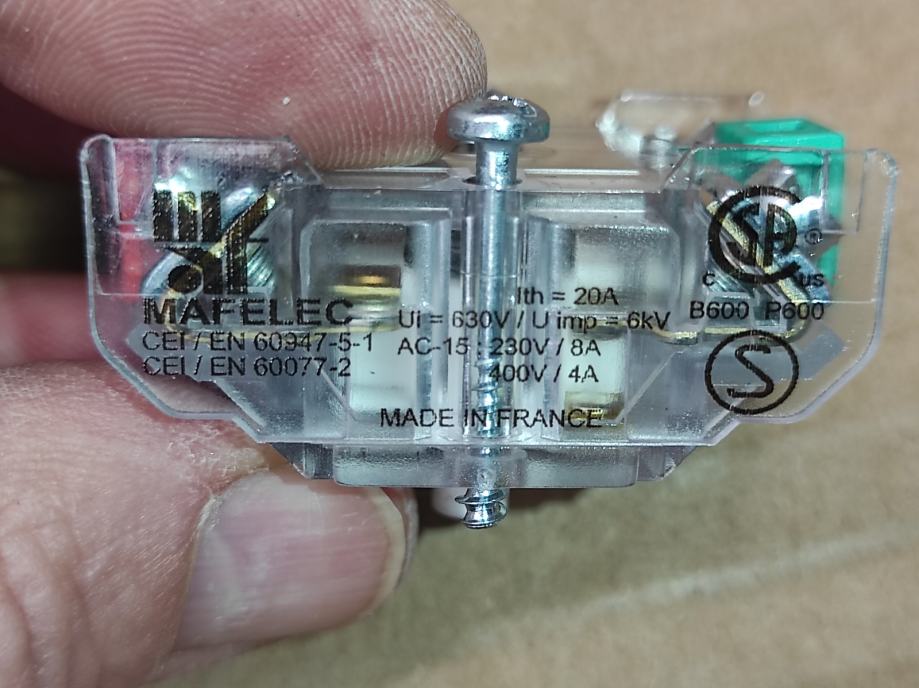 MAFELEC
CEI / EN 60947-5-1
CEI / EN 60077-2
Ith = 20A
Ui = 630V / U imp = 6kV
AC-15 : 230V / 8A
400V / 4A
MADE IN FRANCE
SA ®
C US
B600 P600
S